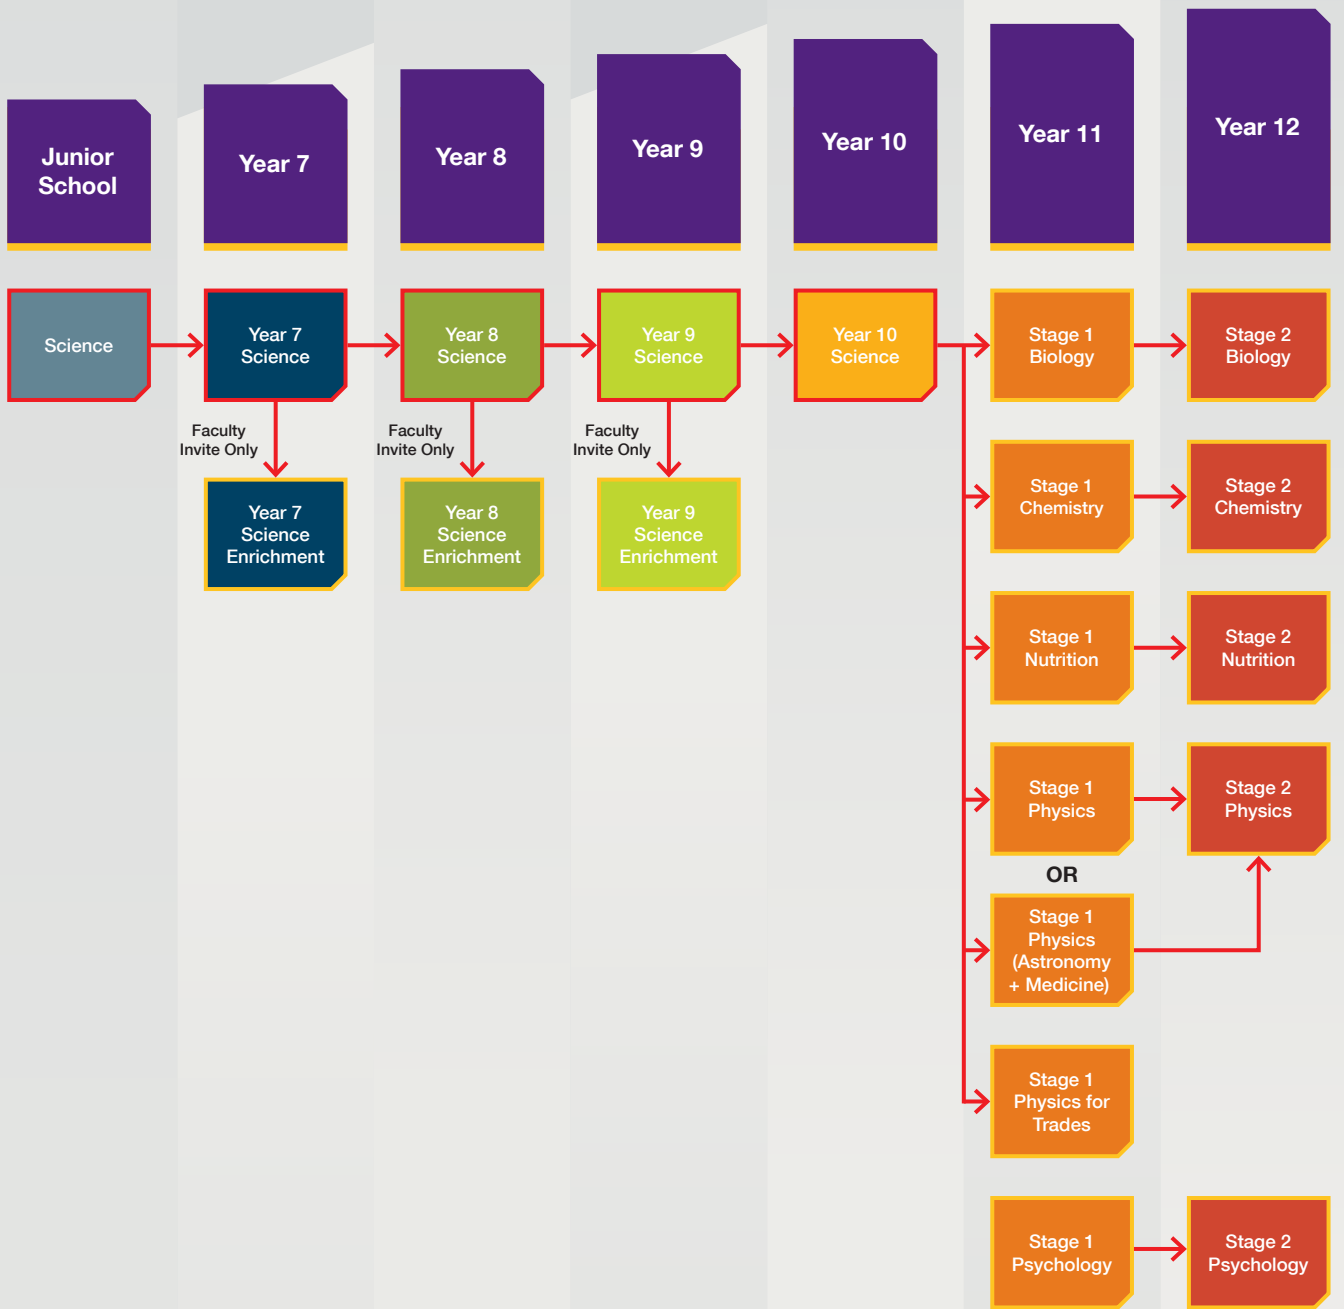 Junior
School
Year 7
Year 8
Year 9
Year 10
Year 11
Year 12
Science
Year 7
Science
Year 8
Science
Year 9
Science
Year 10
Science
Stage 1
Biology
Stage 2
Biology
Faculty
Invite Only
Faculty
Invite Only
Faculty
Invite Only
Year 7
Science
Enrichment
Year 8
Science
Enrichment
Year 9
Science
Enrichment
Stage 1
Chemistry
Stage 2
Chemistry
Stage 1
Nutrition
Stage 2
Nutrition
Stage 1
Physics
Stage 2
Physics
OR
Stage 1
Physics
(Astronomy
+ Medicine)
Stage 1
Physics for
Trades
Stage 1
Psychology
Stage 2
Psychology